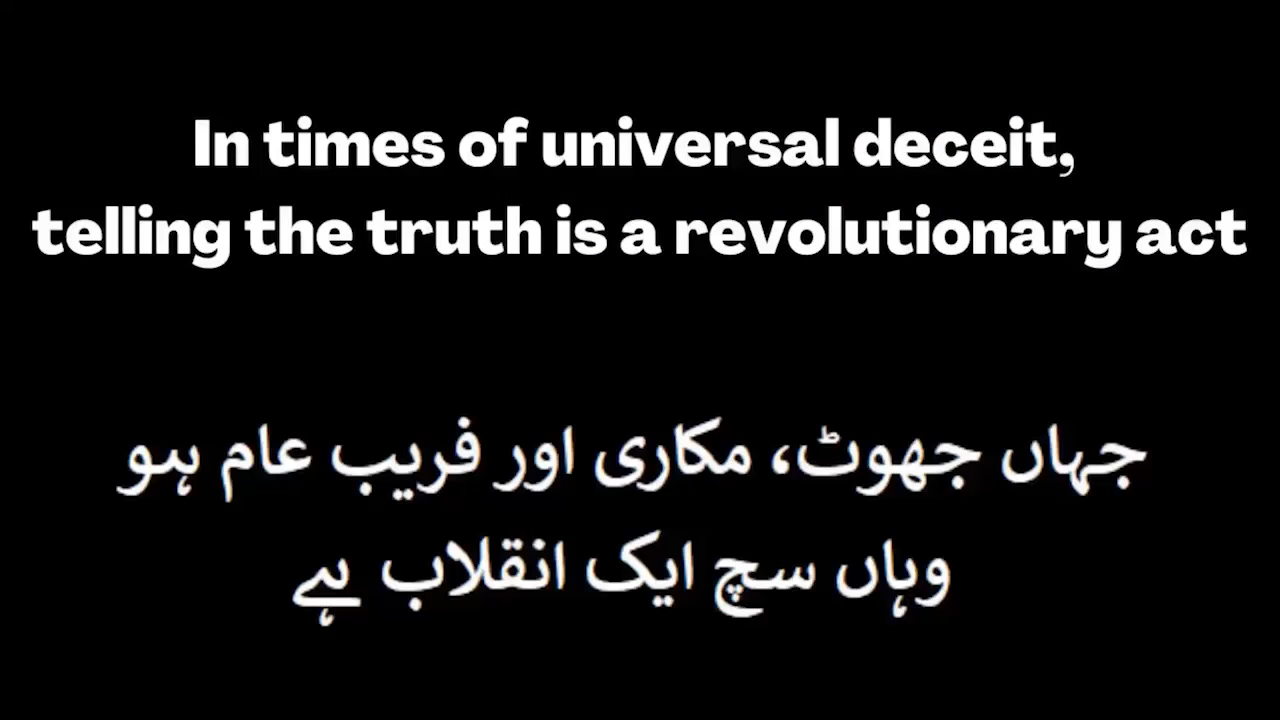 In times of universal deceit,
telling the truth is a revolutionary act
جہاں جھوٹ، مکاری اور فریب عام ہو
وہاں سچ ایک انقلاب ہے